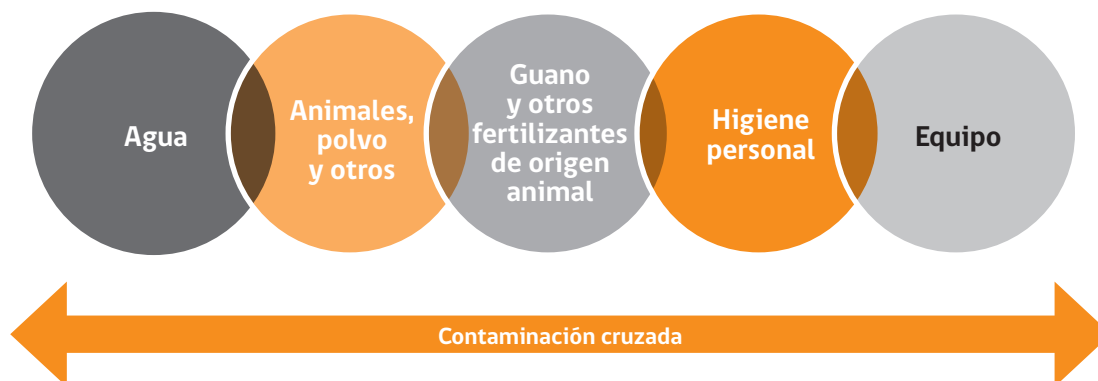 Agua
Animales,
polvo
y otros
Guano
y otros
fertilizantes
de origen
animal
Higiene
personal
Equipo
Contaminación cruzada